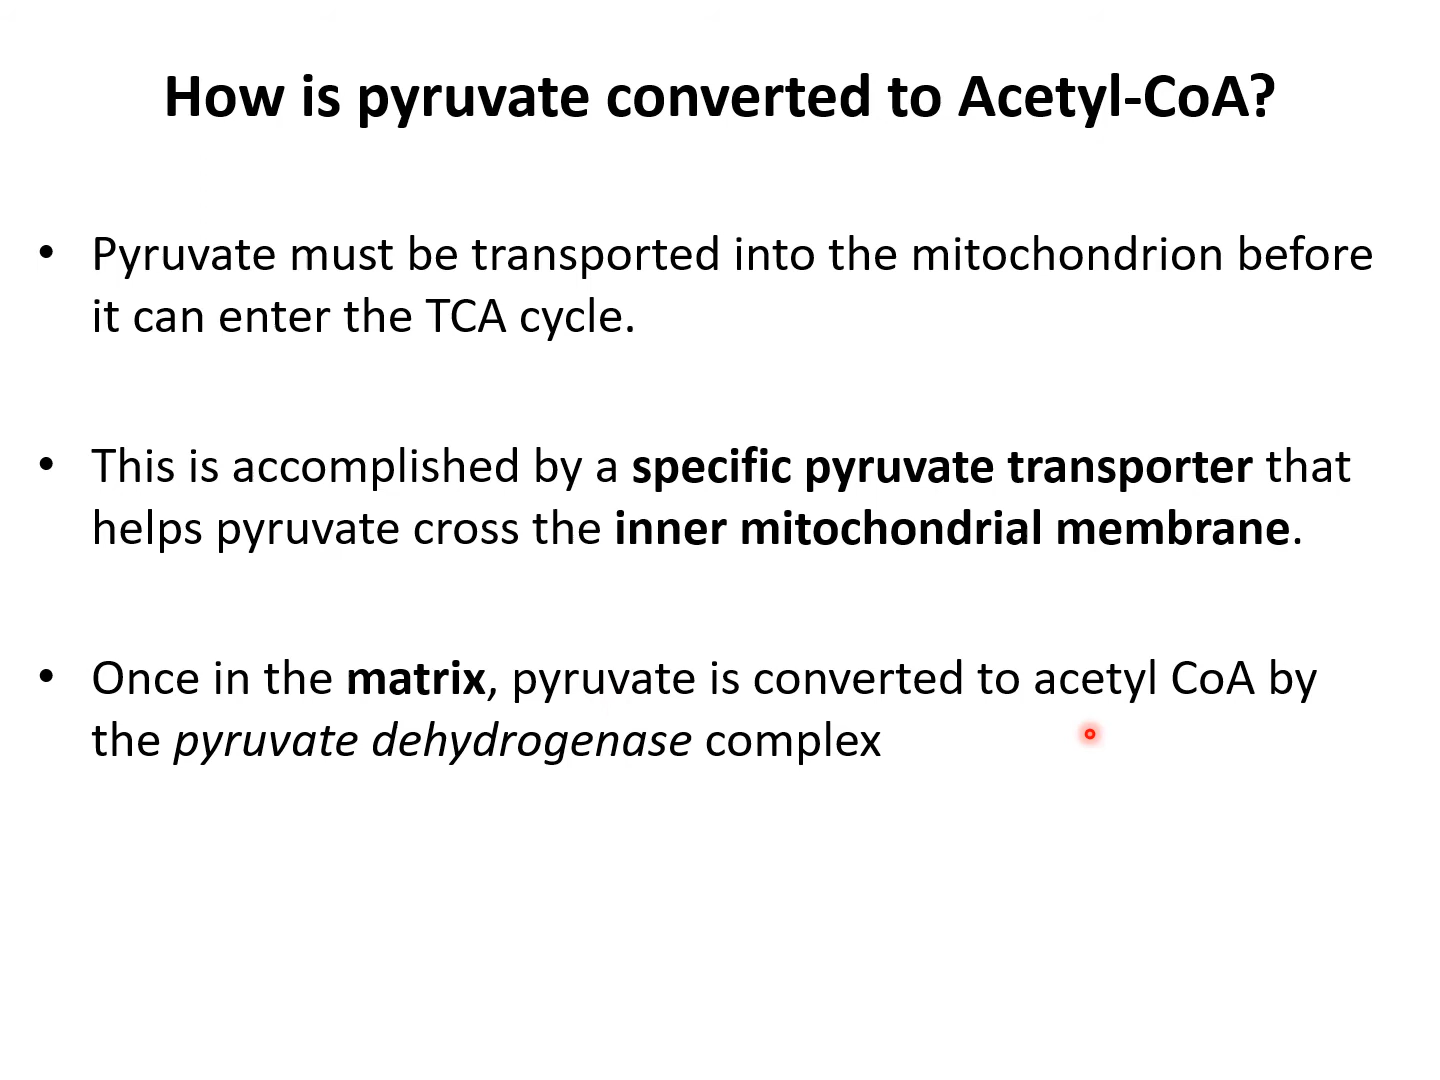 How is pyruvate converted to Acetyl-CoA?
• Pyruvate must be transported into the mitochondrion before
it can enter the TCA cycle.
• This is accomplished by a specific pyruvate transporter that
helps pyruvate cross the inner mitochondrial membrane.
• Once in the matrix, pyruvate is converted to acetyl CoA by
the pyruvate dehydrogenase complex